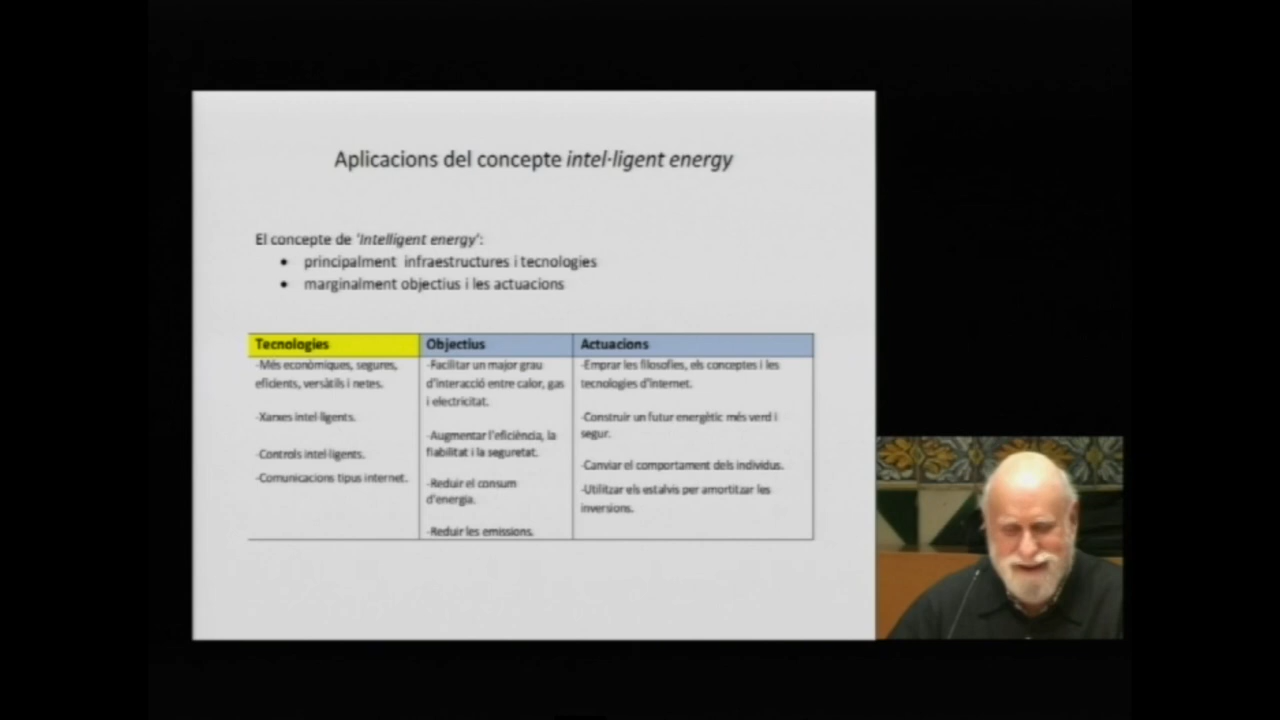 Aplicacions del concepte intel·ligent energy
El concepte de 'Intelligent energy':
• principalment infraestructures i tecnologies
• marginalment objectius i les actuacions
Tecnologies
-Més econòmiques, segures,
eficients, versàtils i netes.
-Xarxes intel·ligents.
-Controls intel·ligents.
-Comunicacions tipus internet.
Objectius
-Facilitar un major grau
d'interacció entre calor, gas
i electricitat.
-Augmentar l'eficiència, la
fiabilitat i la seguretat.
-Reduir el consum
d'energia.
-Reduir les emissions.
Actuacions
-Emprar les filosofies, els conceptes i les
tecnologies d'internet.
-Construir un futur energètic més verd i
segur.
-Canviar el comportament dels individus.
-Utilitzar els estalvis per amortitzar les
inversions.